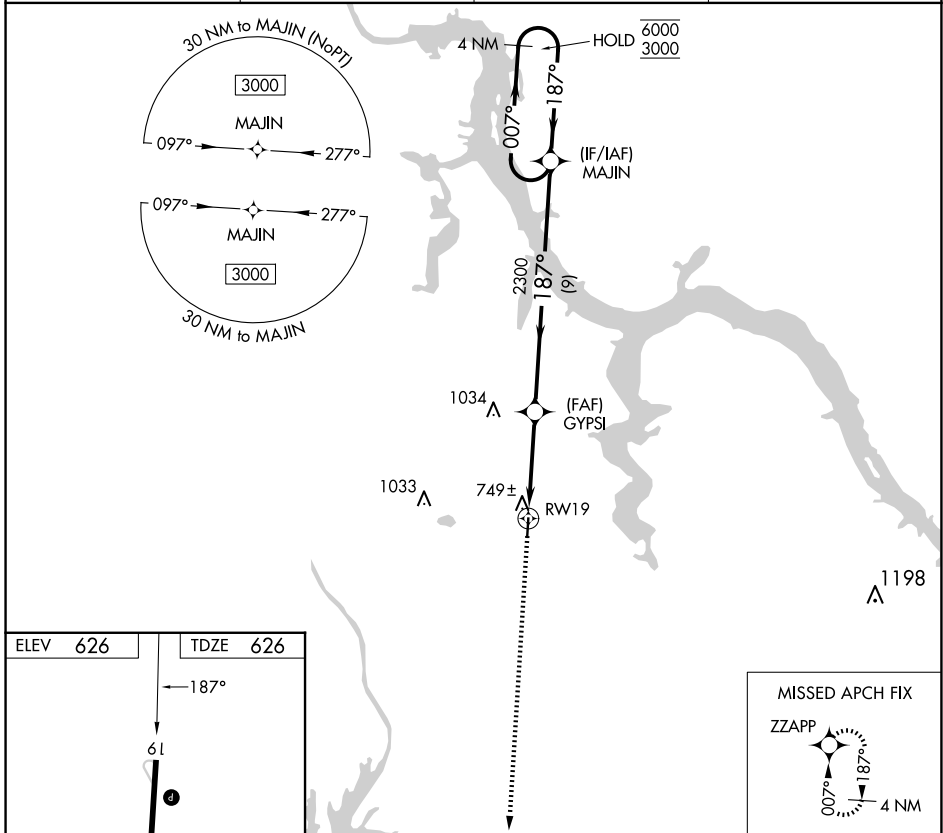 30 NM to MAJIN (NoPT)
3000
MAJIN
097°
277°
097°
277°
MAJIN
3000
30 NM to MAJIN
4 NM
HOLD
6000
3000
007°
187°
(IF/IAF)
MAJIN
2300
187°
(9)
1034
(FAF)
GYPSI
1033
749±
RW19
1198
ELEV 626
TDZE 626
187°
19
P
MISSED APCH FIX
ZZAPP
007°
187°
4 NM